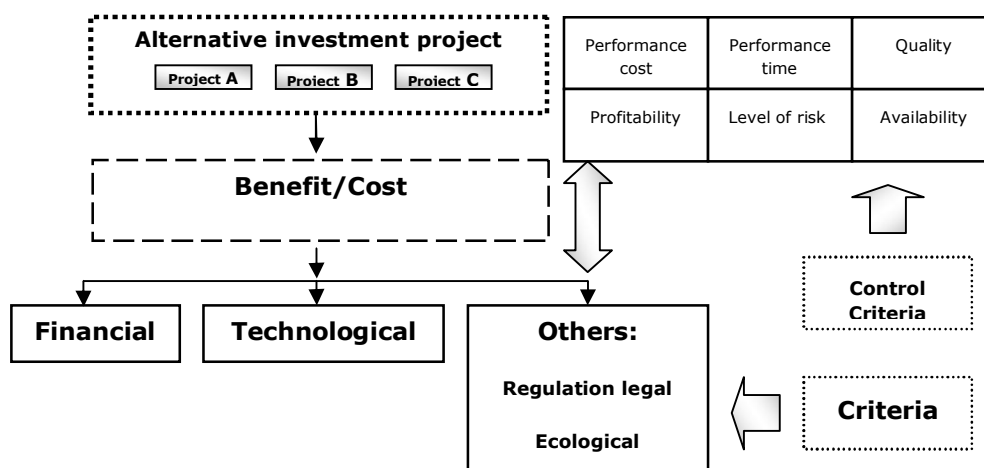 Alternative investment project
Project A
Project B
Project C
Performance cost
Performance time
Quality
Profitability
Level of risk
Availability
Benefit/Cost
Financial
Technological
Others:
Regulation legal
Ecological
Control
Criteria
Criteria